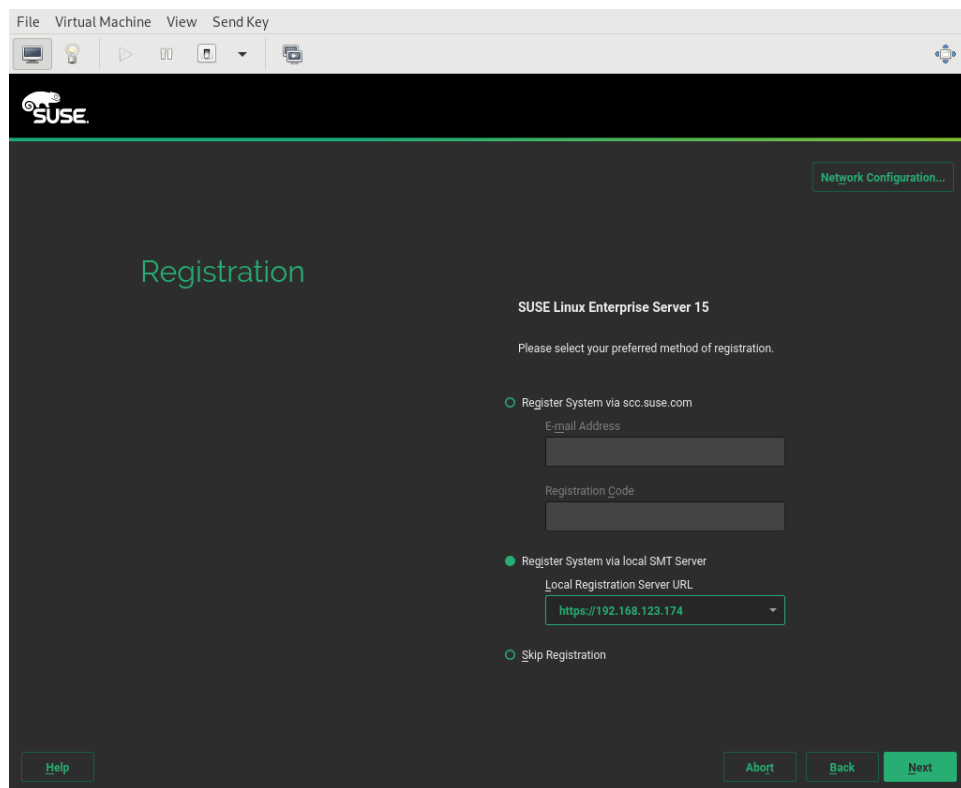 File Virtual Machine View Send Key
SUSE.
Network Configuration...
Registration
SUSE Linux Enterprise Server 15
Please select your preferred method of registration.
Register System via scc.suse.com
E-mail Address
Registration Code
Register System via local SMT Server
Local Registration Server URL
https://192.168.123.174
Skip Registration
Help Abort Back Next